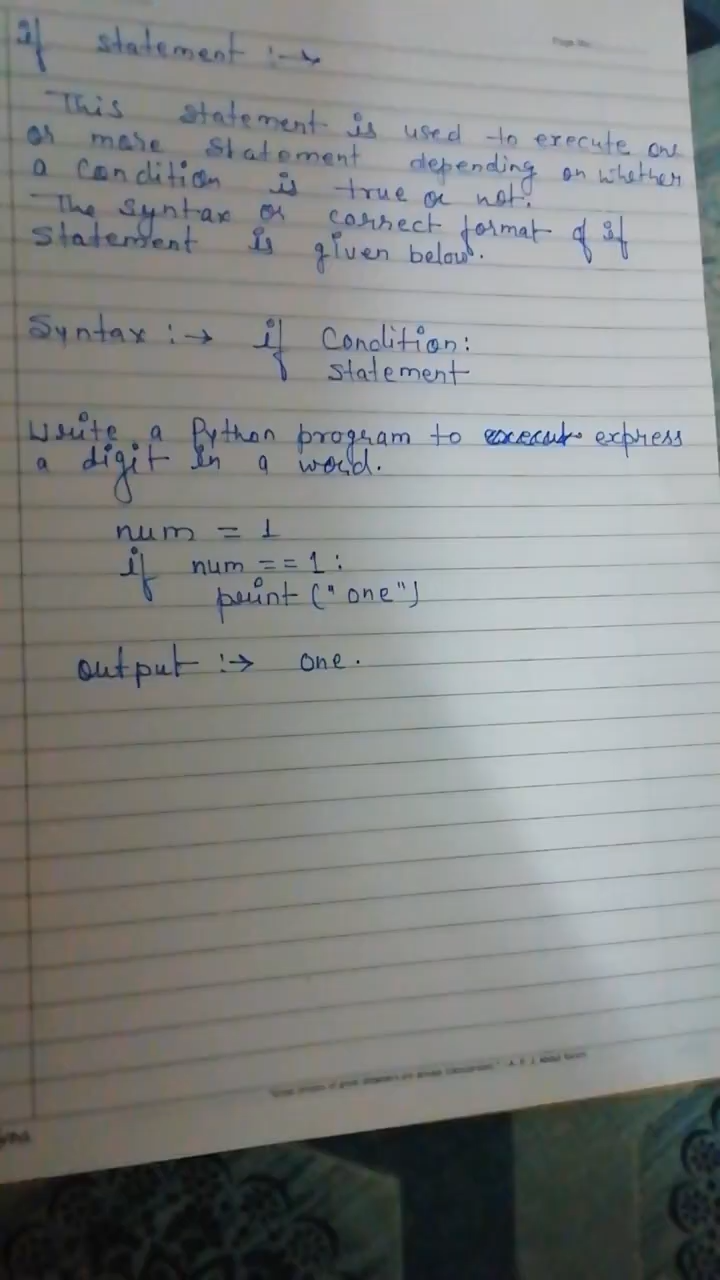 if statement :→
Page No.
This statement is used to execute one
or more statement depending on whether
a condition is true or not.
The syntax or correct format of if
statement is given below.
Syntax :→ if Condition:
statement
Write a Python program to express
a digit in a word.
num = 1
if num == 1:
print ("one")
output :→ one.